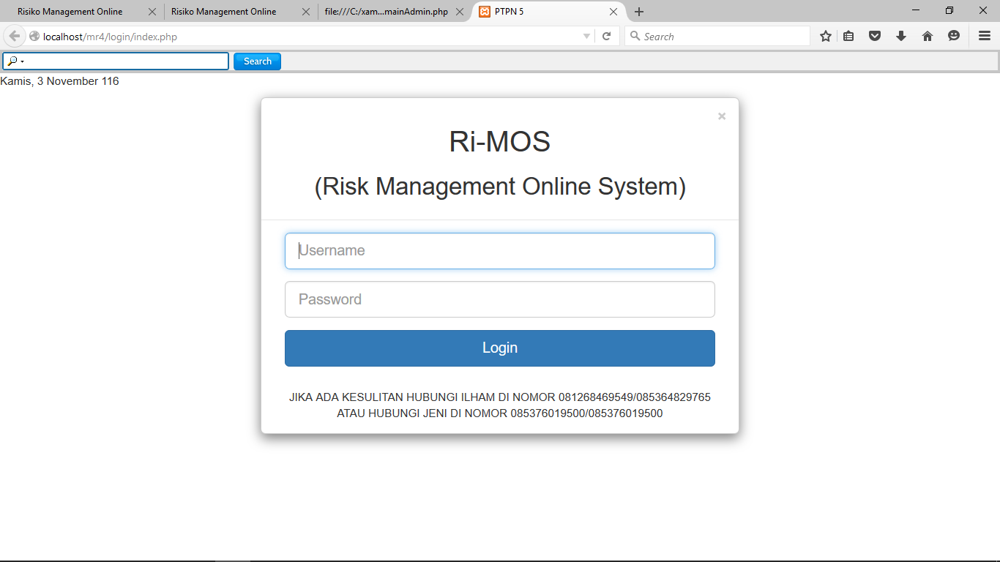 Risiko Management Online
Risiko Management Online
file:///C:/xam...mainAdmin.php
PTPN 5
localhost/mr4/login/index.php
Search
Search
Kamis, 3 November 116
×
Ri-MOS
(Risk Management Online System)
Username
Password
Login
JIKA ADA KESULITAN HUBUNGI ILHAM DI NOMOR 081268469549/085364829765
ATAU HUBUNGI JENI DI NOMOR 085376019500/085376019500